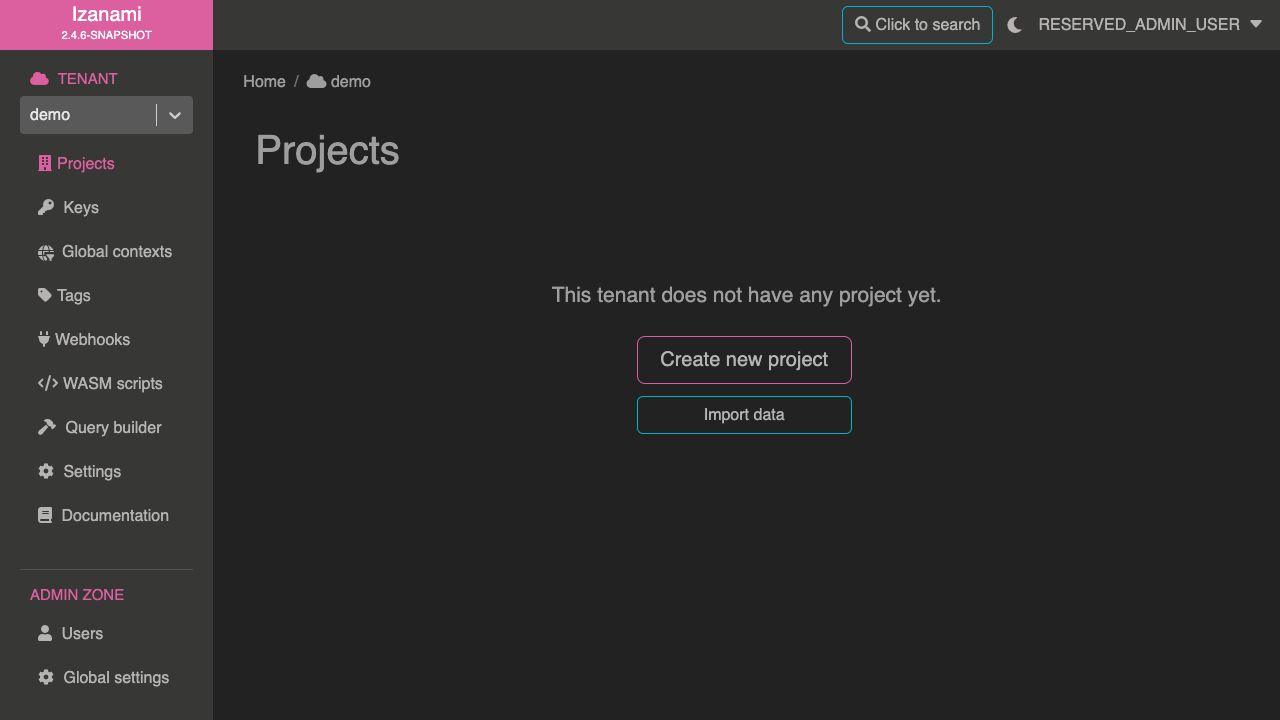 Izanami
2.4.6-SNAPSHOT
Click to search
RESERVED_ADMIN_USER
TENANT
demo
Projects
Keys
Global contexts
Tags
Webhooks
WASM scripts
Query builder
Settings
Documentation
ADMIN ZONE
Users
Global settings
Home / demo
Projects
This tenant does not have any project yet.
Create new project
Import data